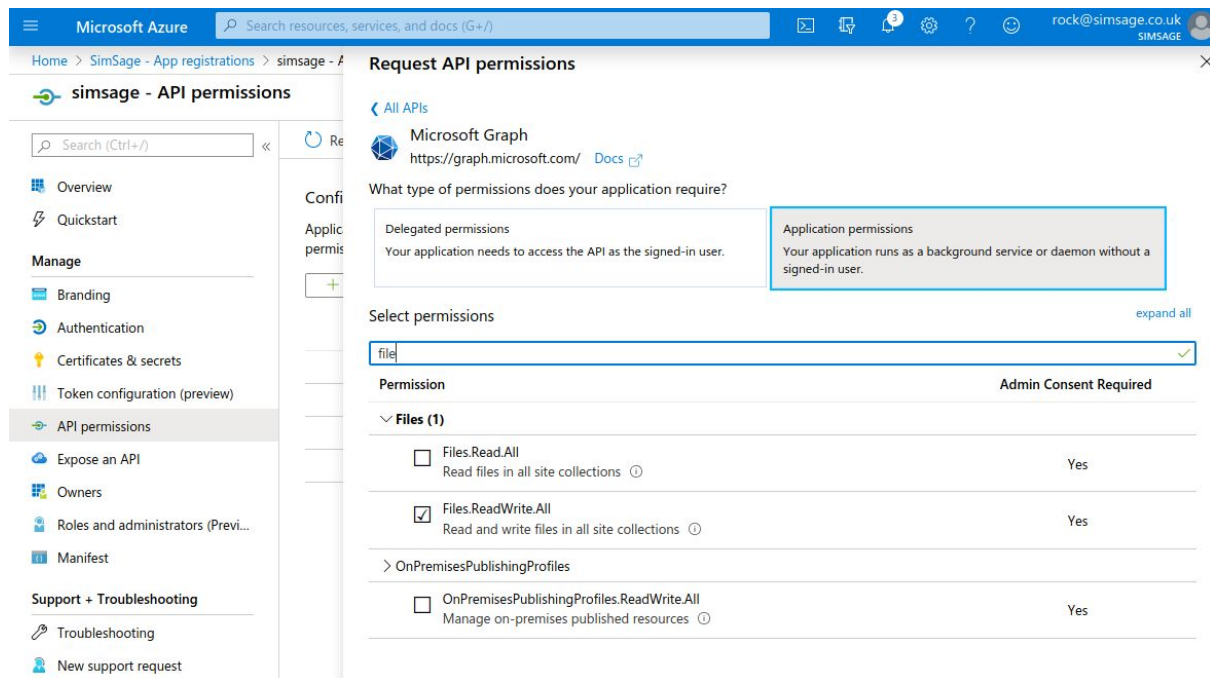 Microsoft Azure
Search resources, services, and docs (G+/)
3
rock@simsage.co.uk
SIMSAGE
Home > SimSage - App registrations > simsage - A
simsage - API permissions
Search (Ctrl+/)
«
Overview
Quickstart
Manage
Branding
Authentication
Certificates & secrets
Token configuration (preview)
API permissions
Expose an API
Owners
Roles and administrators (Previ...
Manifest
Support + Troubleshooting
Troubleshooting
New support request
Re
Confi
Applic
permis
+
Request API permissions
All APIs
Microsoft Graph
https://graph.microsoft.com/ Docs
What type of permissions does your application require?
Delegated permissions
Your application needs to access the API as the signed-in user.
Application permissions
Your application runs as a background service or daemon without a
signed-in user.
Select permissions
expand all
file
Permission Admin Consent Required
Files (1)
Files.Read.All
Read files in all site collections
Yes
Files.ReadWrite.All
Read and write files in all site collections
Yes
OnPremisesPublishingProfiles
OnPremisesPublishingProfiles.ReadWrite.All
Manage on-premises published resources
Yes